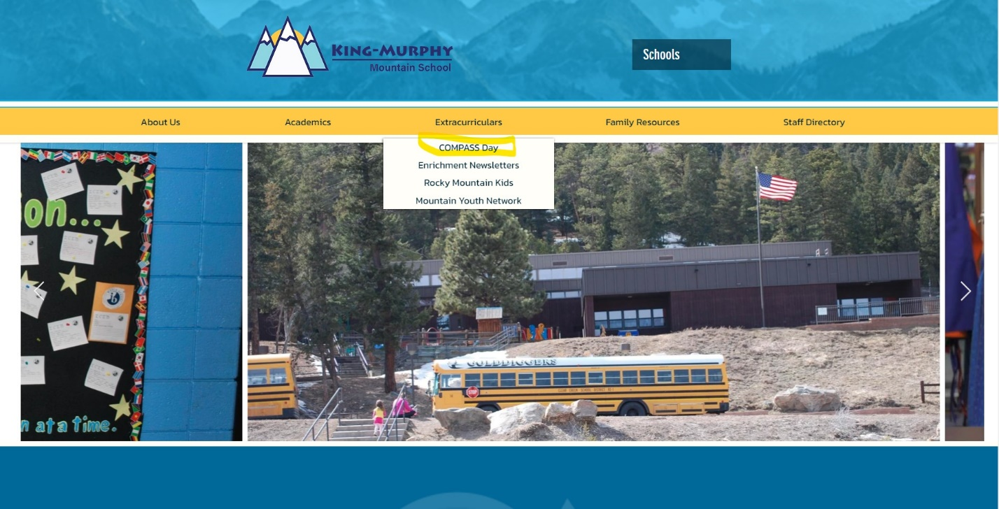 KING-MURPHY
Mountain School
Schools
About Us
Academics
Extracurriculars
Family Resources
Staff Directory
COMPASS Day
Enrichment Newsletters
Rocky Mountain Kids
Mountain Youth Network
on...
GOLDDIGGERS
STOP
n at a time.